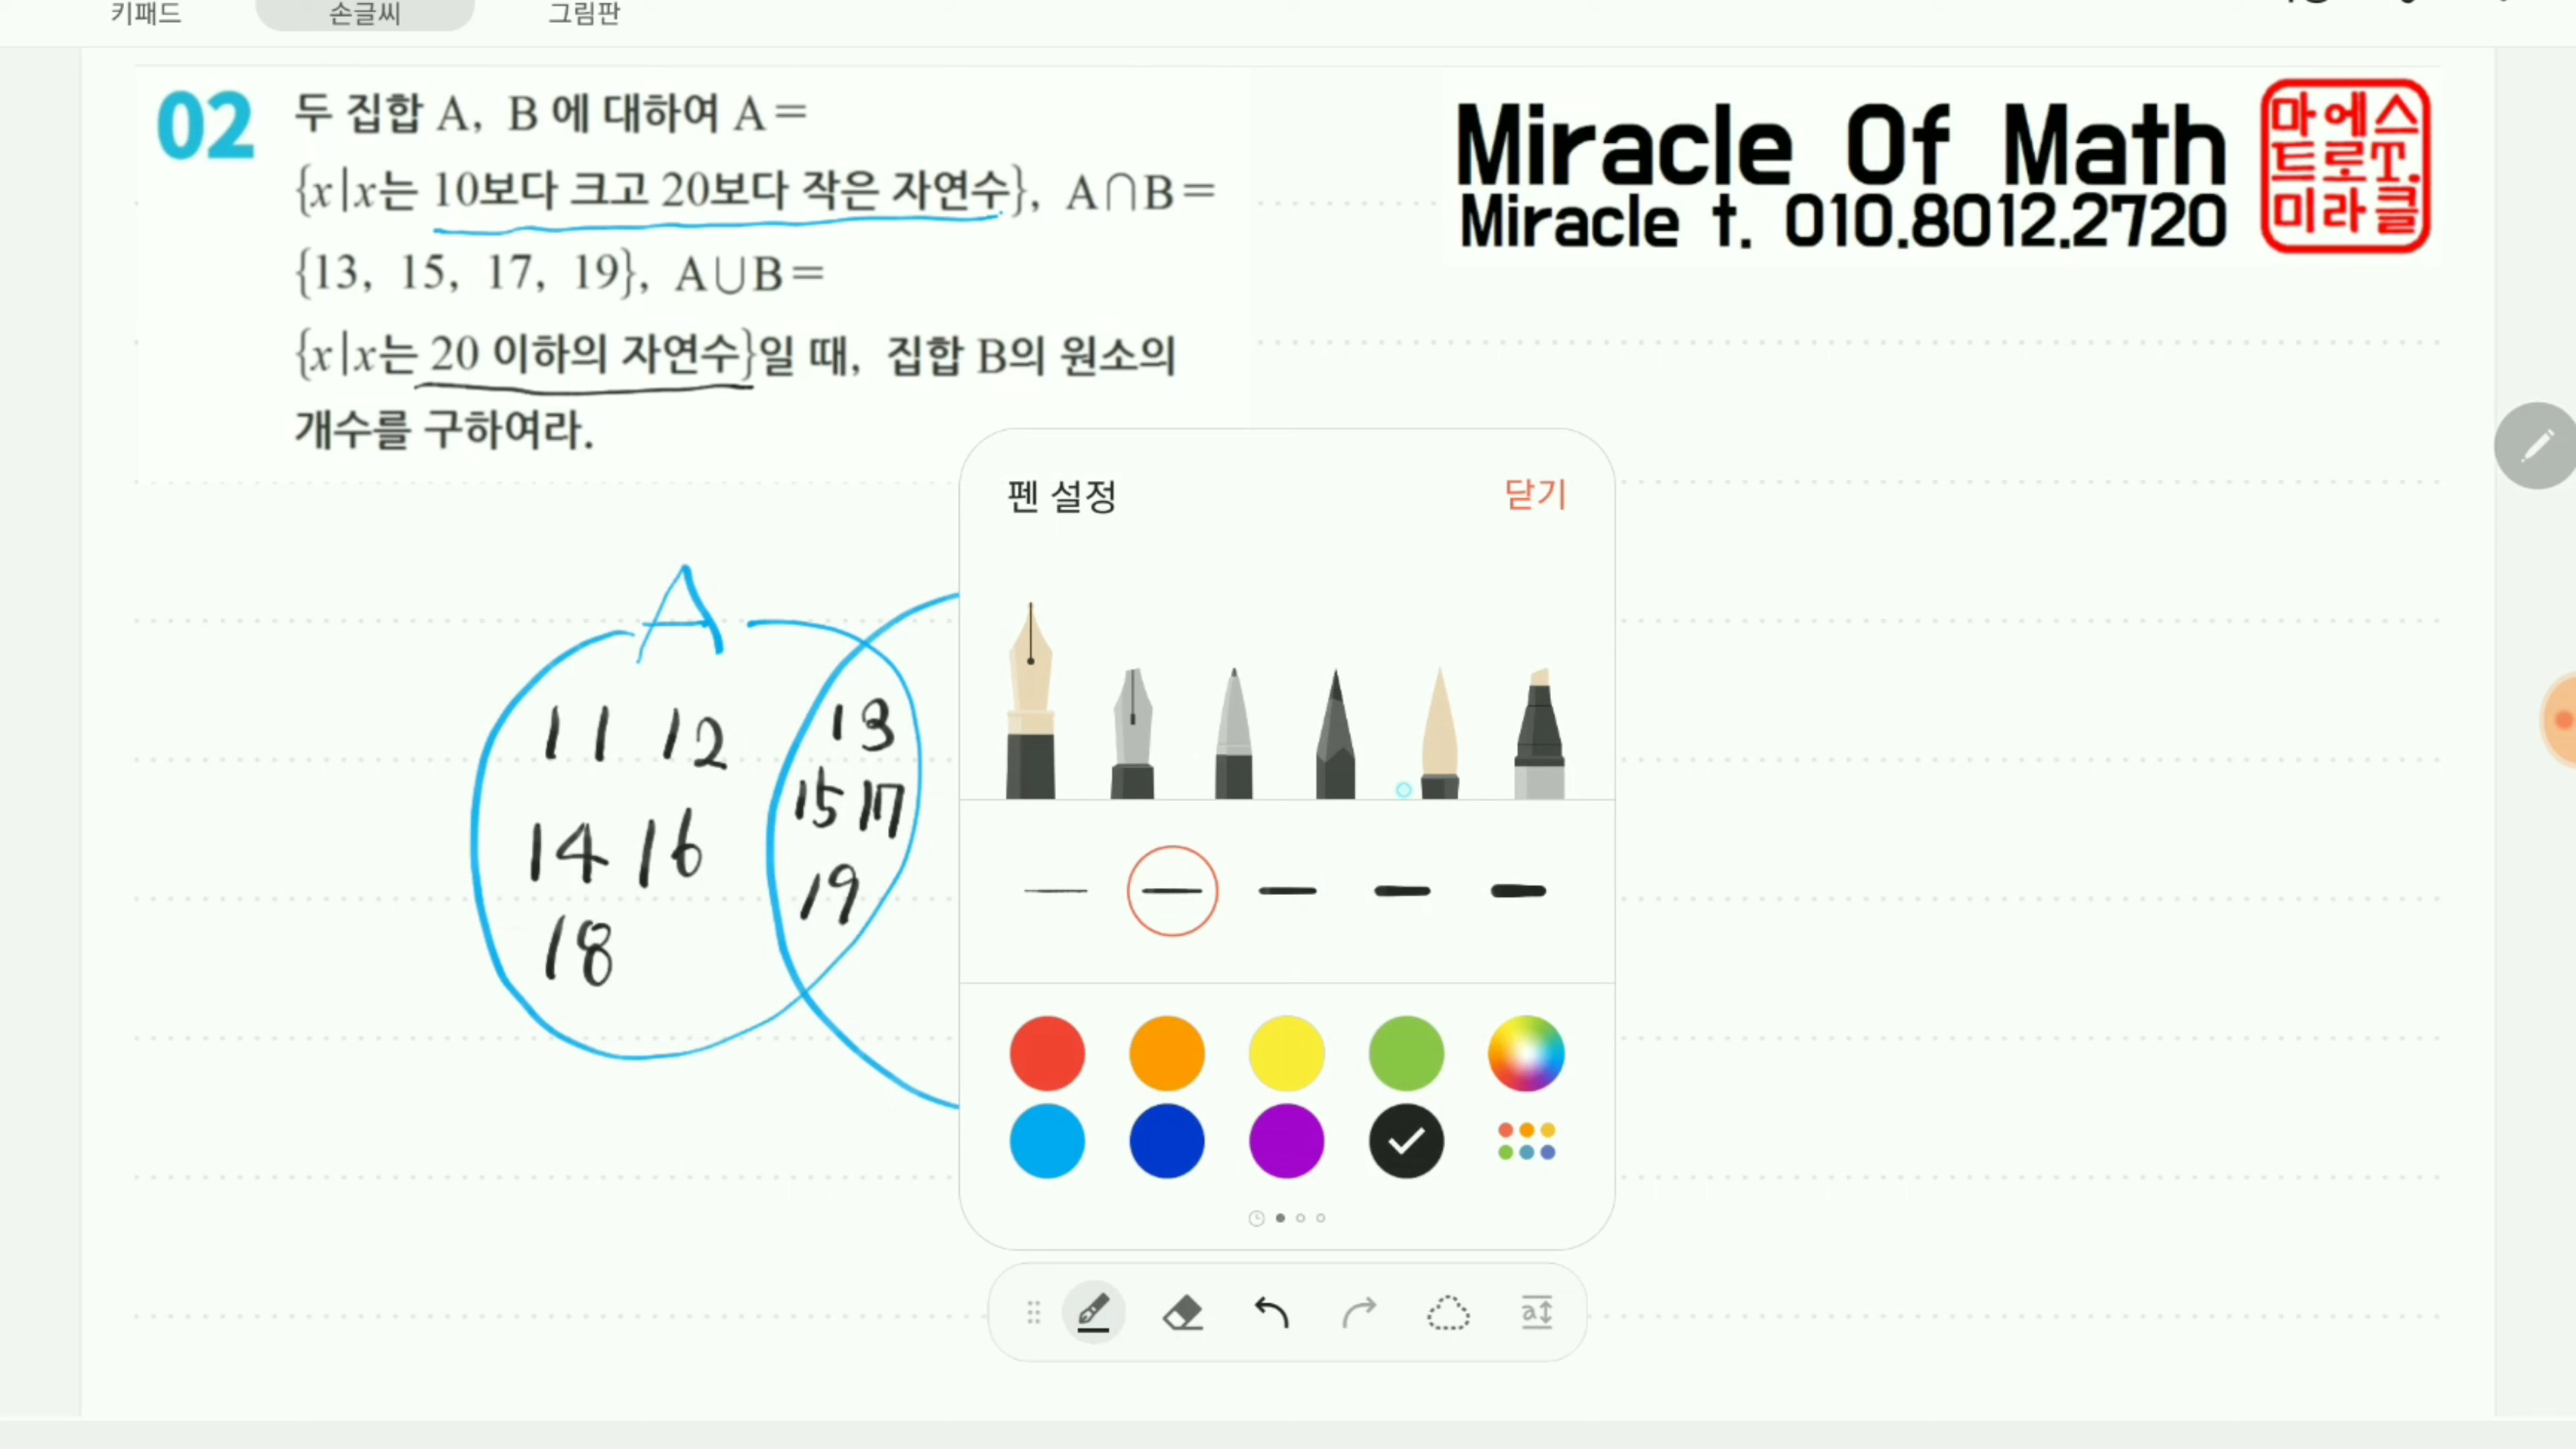 키패드 손글씨 그림판
02 두 집합 A, B 에 대하여 A=
{x|x는 10보다 크고 20보다 작은 자연수}, A∩B=
{13, 15, 17, 19}, A∪B=
{x|x는 20 이하의 자연수}일 때, 집합 B의 원소의
개수를 구하여라.
Miracle Of Math
Miracle t. 010.8012.2720
마에스
트로T.
미라클
펜 설정 닫기
A
11 12 13
15 17
14 16
19
18
a